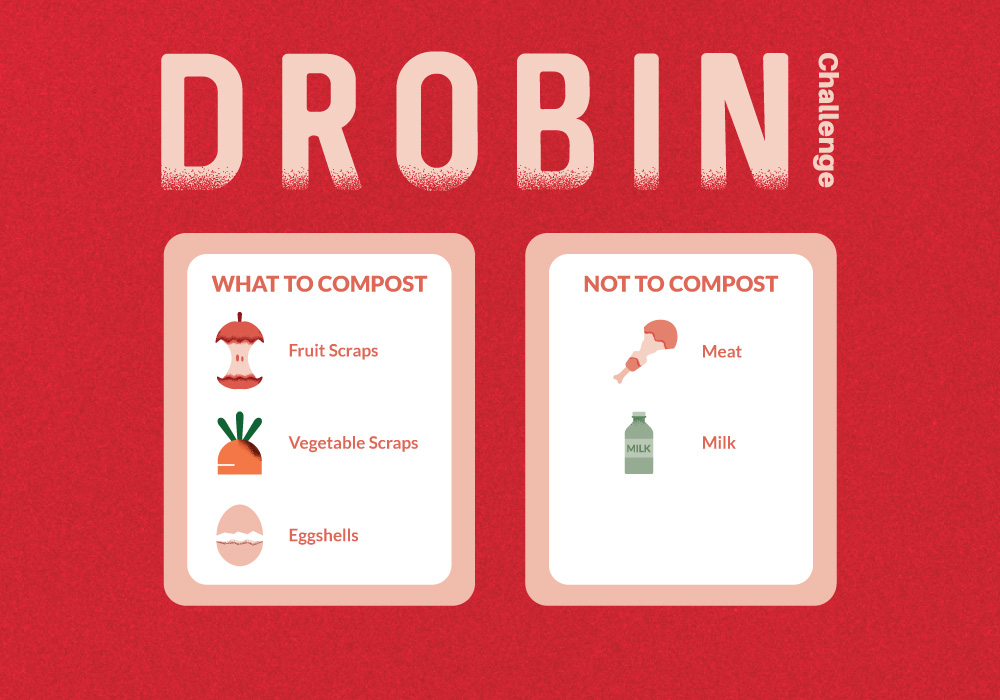 DROBIN
Challenge
WHAT TO COMPOST
Fruit Scraps
Vegetable Scraps
Eggshells
NOT TO COMPOST
Meat
MILK
Milk